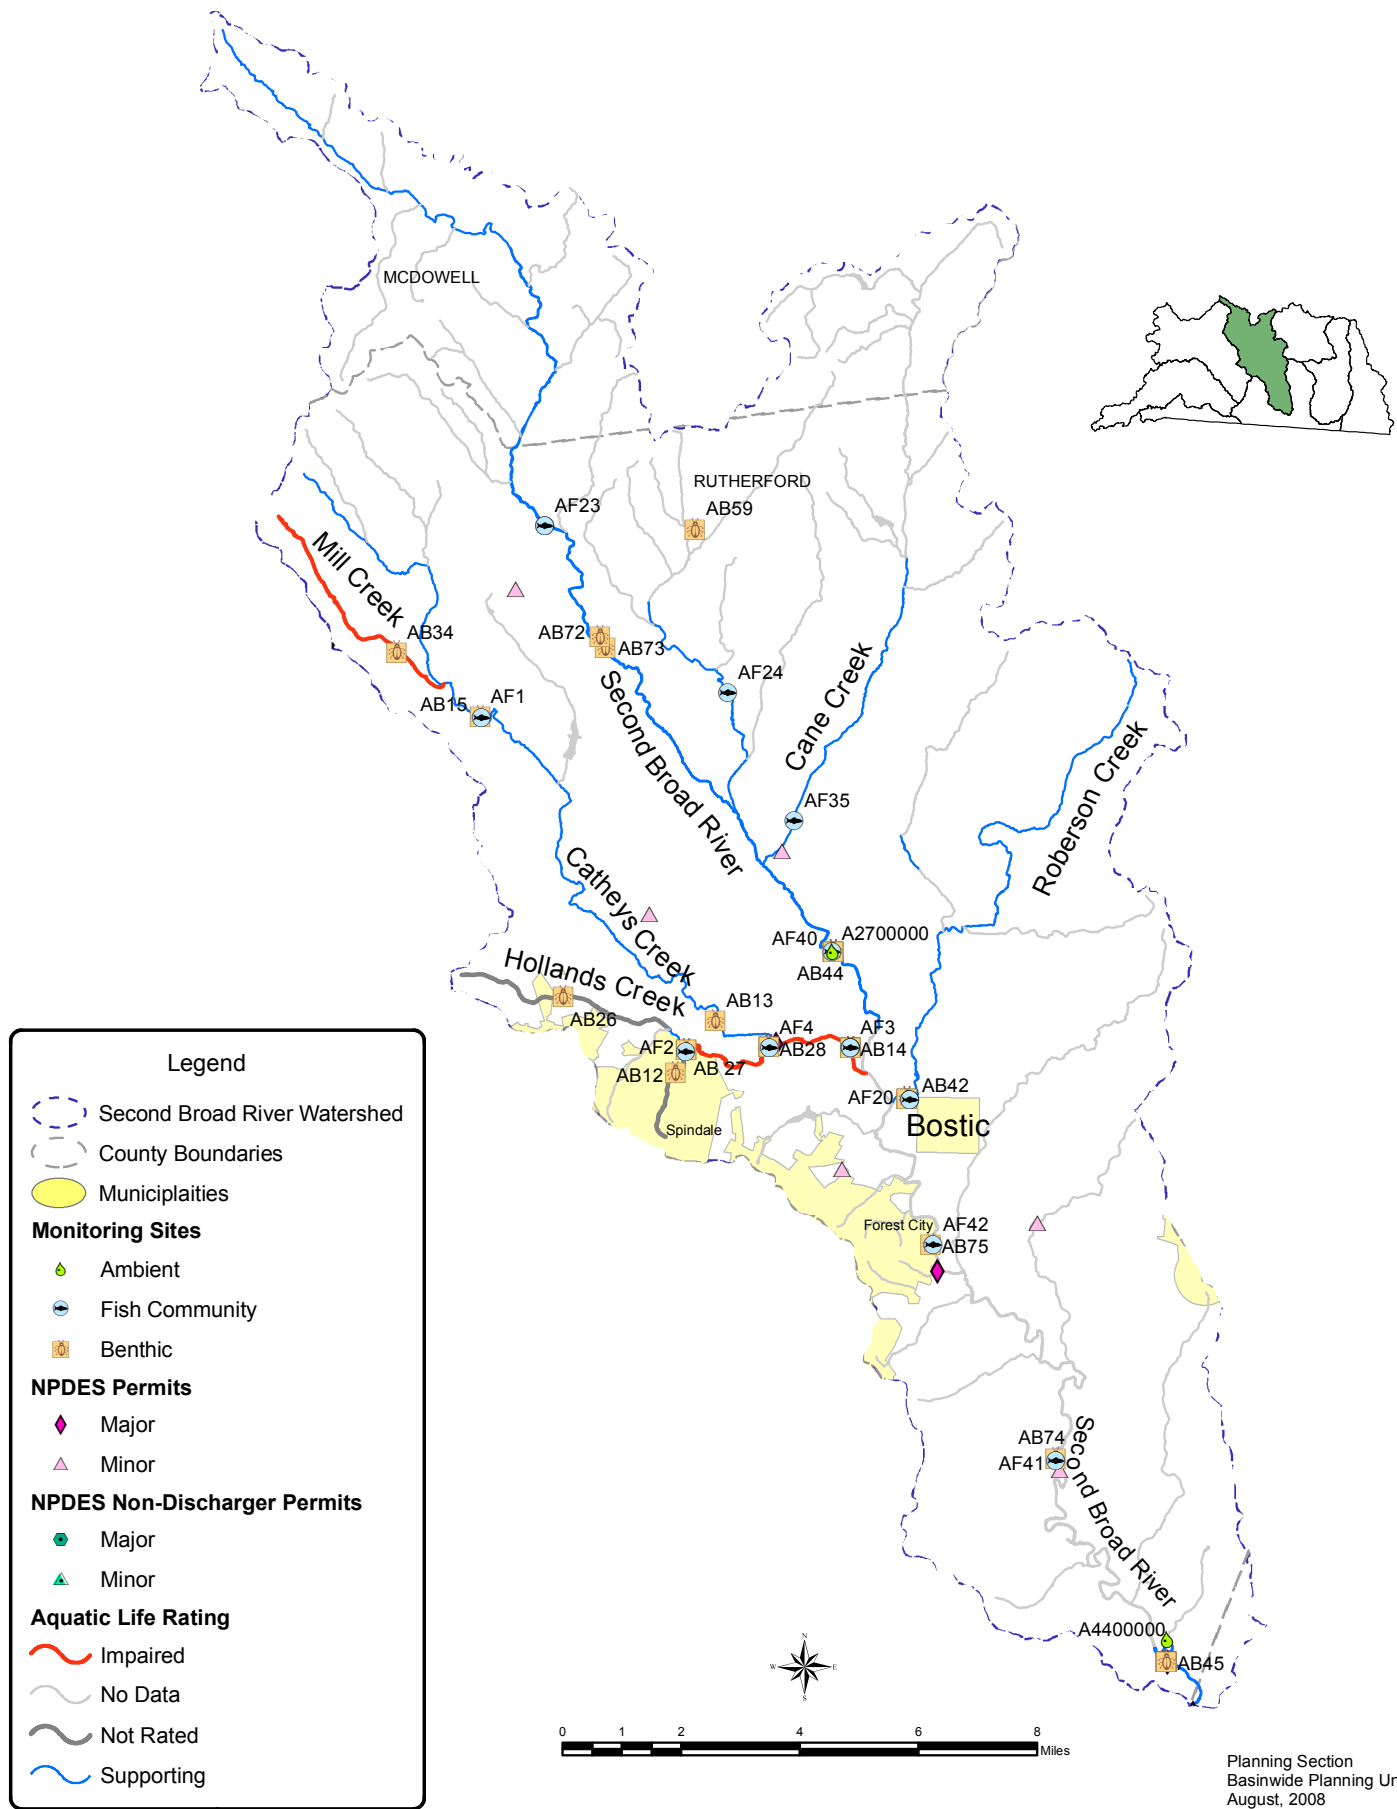 MCDOWELL
RUTHERFORD
AF23
AB59
Mill Creek
AB34
AB72
AB73
AF24
AB15
AF1
Second Broad River
Cane Creek
AF35
Roberson Creek
Catheys Creek
AF40
A2700000
AB44
Hollands Creek
AB13
AB26
AF4
AF3
AF2
AB28
AB14
AB12
AB 27
AB42
AF20
Bostic
Spindale
Forest City
AF42
AB75
AB74
AF41
Second Broad River
A4400000
AB45
Legend
Second Broad River Watershed
County Boundaries
Municiplaities
Monitoring Sites
Ambient
Fish Community
Benthic
NPDES Permits
Major
Minor
NPDES Non-Discharger Permits
Major
Minor
Aquatic Life Rating
Impaired
No Data
Not Rated
Supporting
N
W
E
S
0 1 2 4 6 8
Miles
Planning Section
Basinwide Planning Un
August, 2008